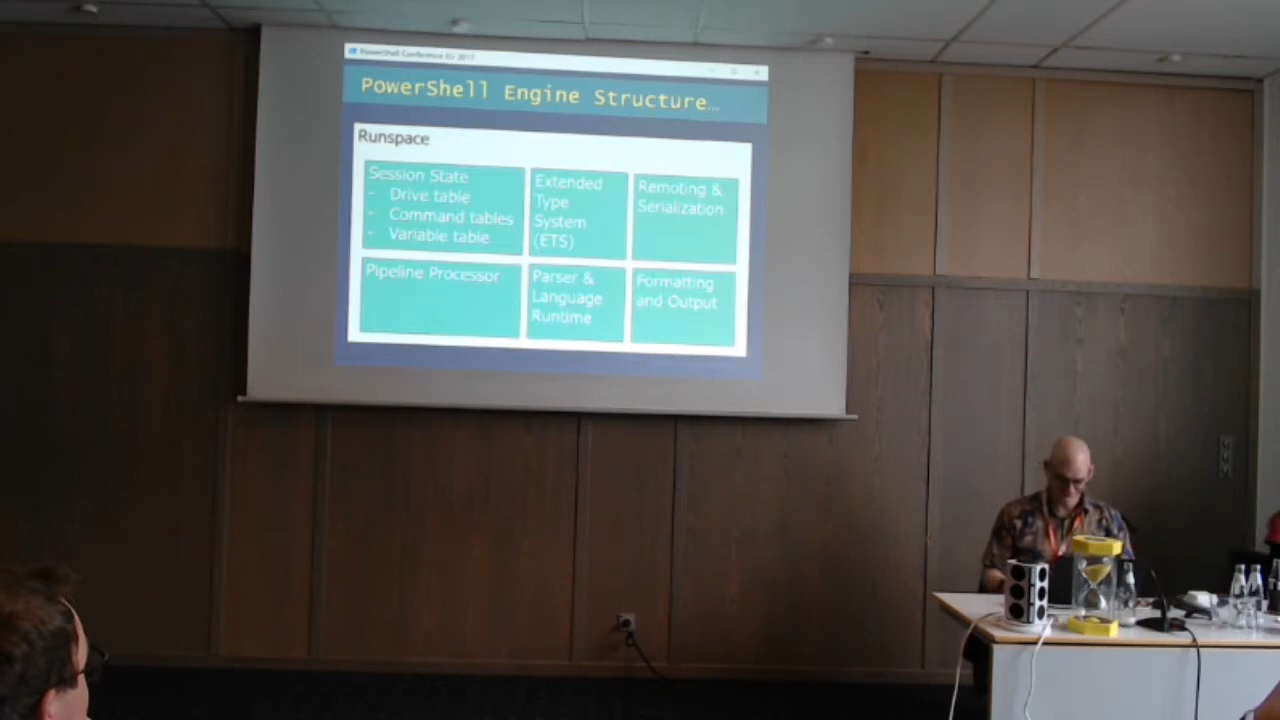 PowerShell Conference EU 2017
PowerShell Engine Structure...
Runspace
Session State
- Drive table
- Command tables
- Variable table
Extended
Type
System
(ETS)
Remoting &
Serialization
Pipeline Processor
Parser &
Language
Runtime
Formatting
and Output